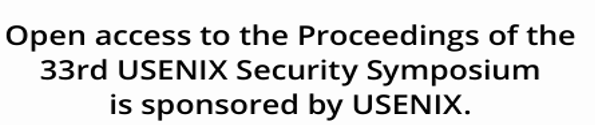 Open access to the Proceedings of the
33rd USENIX Security Symposium
is sponsored by USENIX.